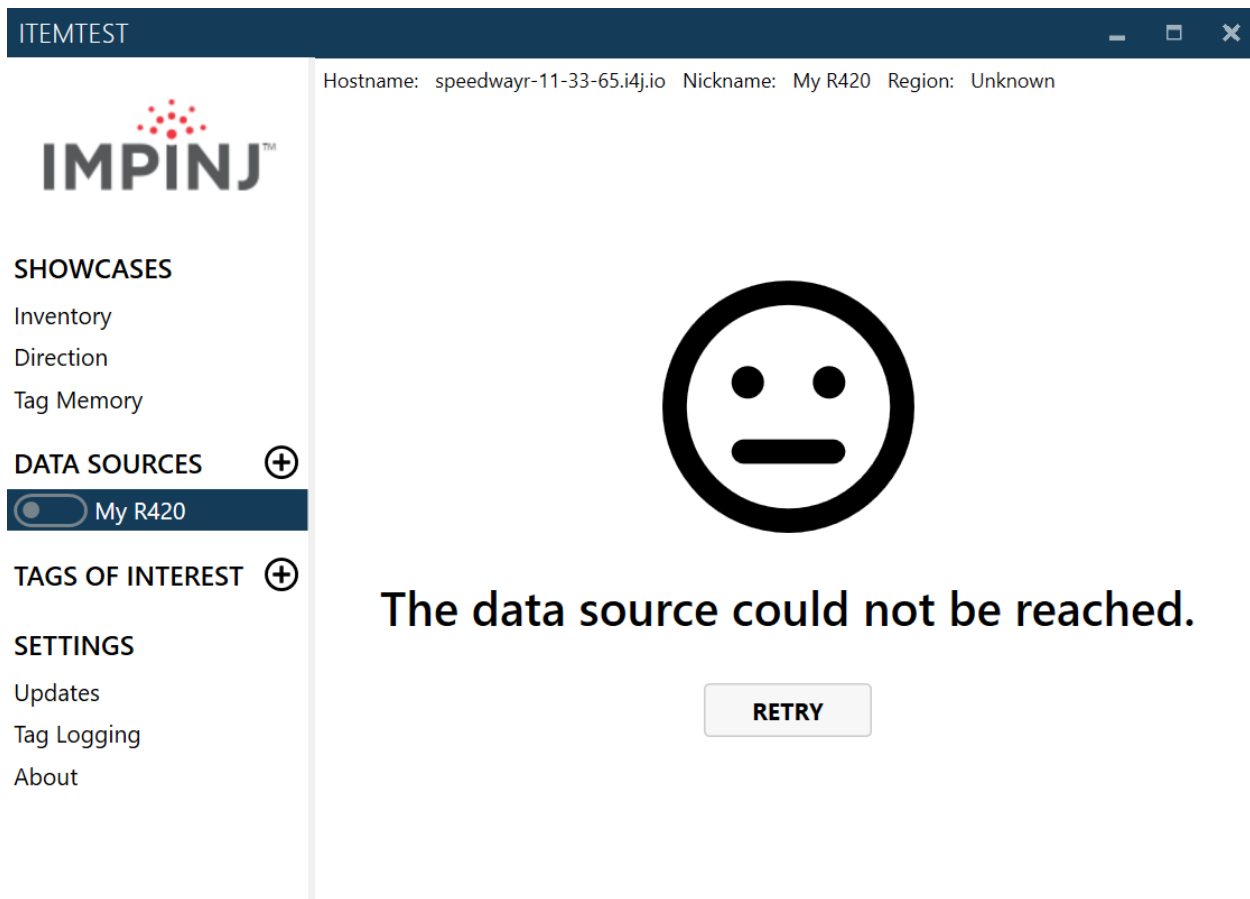 ITEMTEST
Hostname: speedwayr-11-33-65.i4j.io Nickname: My R420 Region: Unknown
IMPINJ™
SHOWCASES
Inventory
Direction
Tag Memory
DATA SOURCES
My R420
TAGS OF INTEREST
SETTINGS
Updates
Tag Logging
About
The data source could not be reached.
RETRY